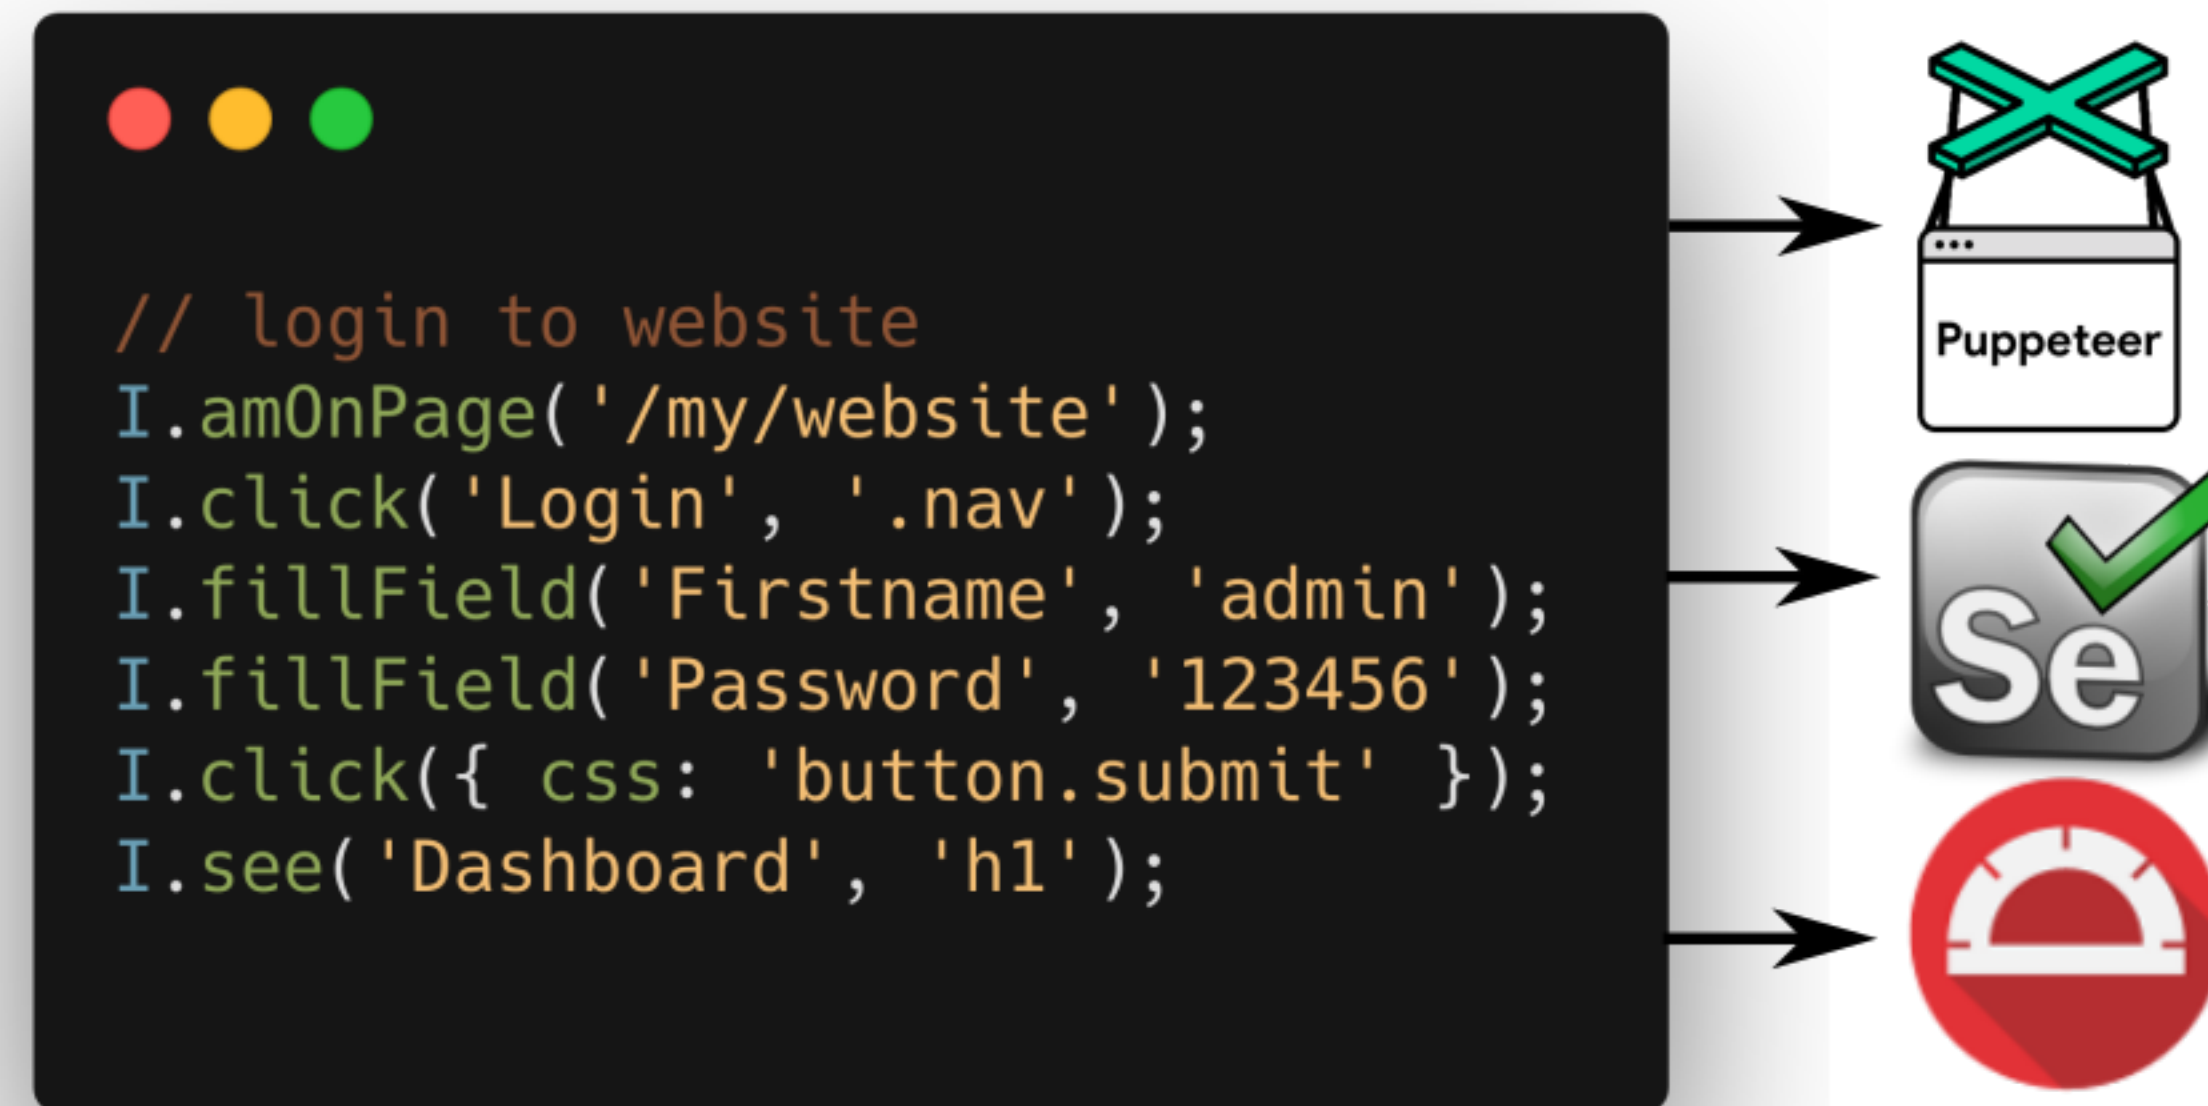 // login to website
I.amOnPage('/my/website');
I.click('Login', '.nav');
I.fillField('Firstname', 'admin');
I.fillField('Password', '123456');
I.click({ css: 'button.submit' });
I.see('Dashboard', 'h1');
Puppeteer
Se